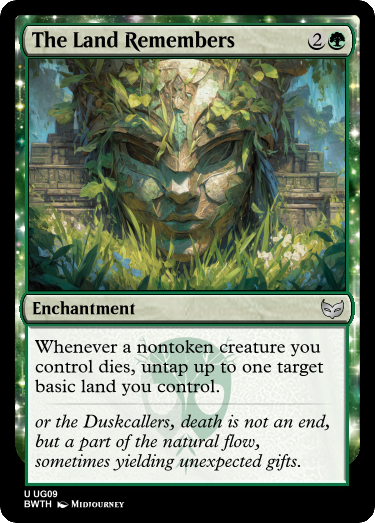 The Land Remembers 2
Enchantment
Whenever a nontoken creature you
control dies, untap up to one target
basic land you control.
or the Duskcallers, death is not an end,
but a part of the natural flow,
sometimes yielding unexpected gifts.
U UG09
BWTH MIDJOURNEY